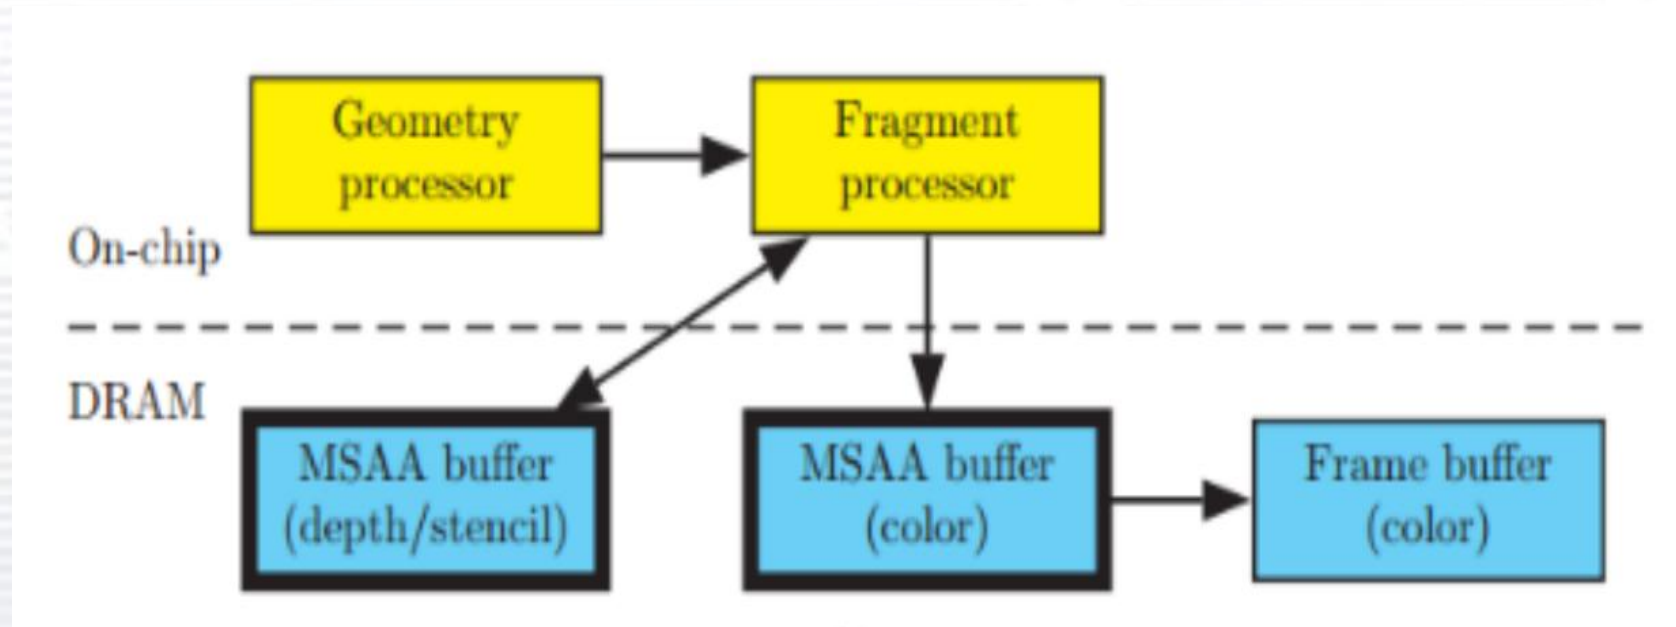 Geometry
processor
Fragment
processor
On-chip
DRAM
MSAA buffer
(depth/stencil)
MSAA buffer
(color)
Frame buffer
(color)